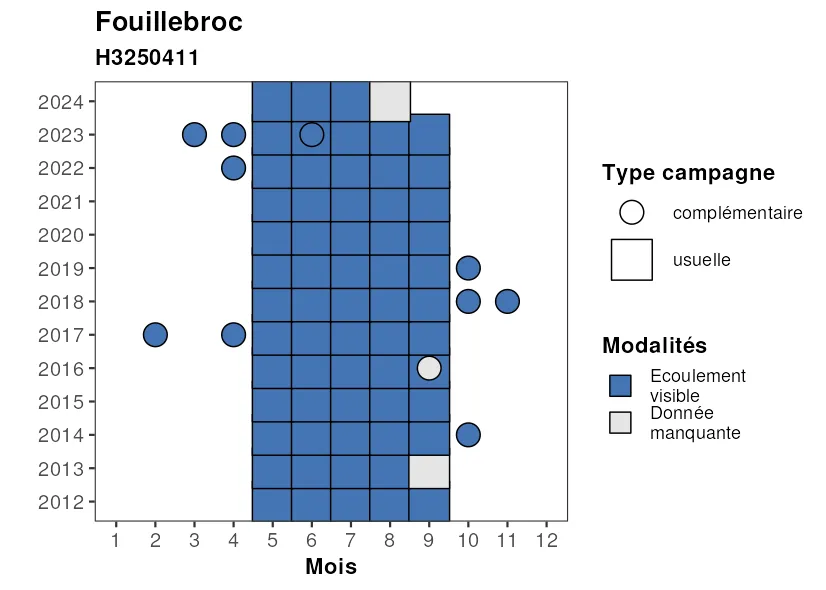 Fouillebroc
H3250411
2024
2023
2022
2021
2020
2019
2018
2017
2016
2015
2014
2013
2012
1 2 3 4 5 6 7 8 9 10 11 12
Mois
Type campagne
complémentaire
usuelle
Modalités
Ecoulement
visible
Donnée
manquante